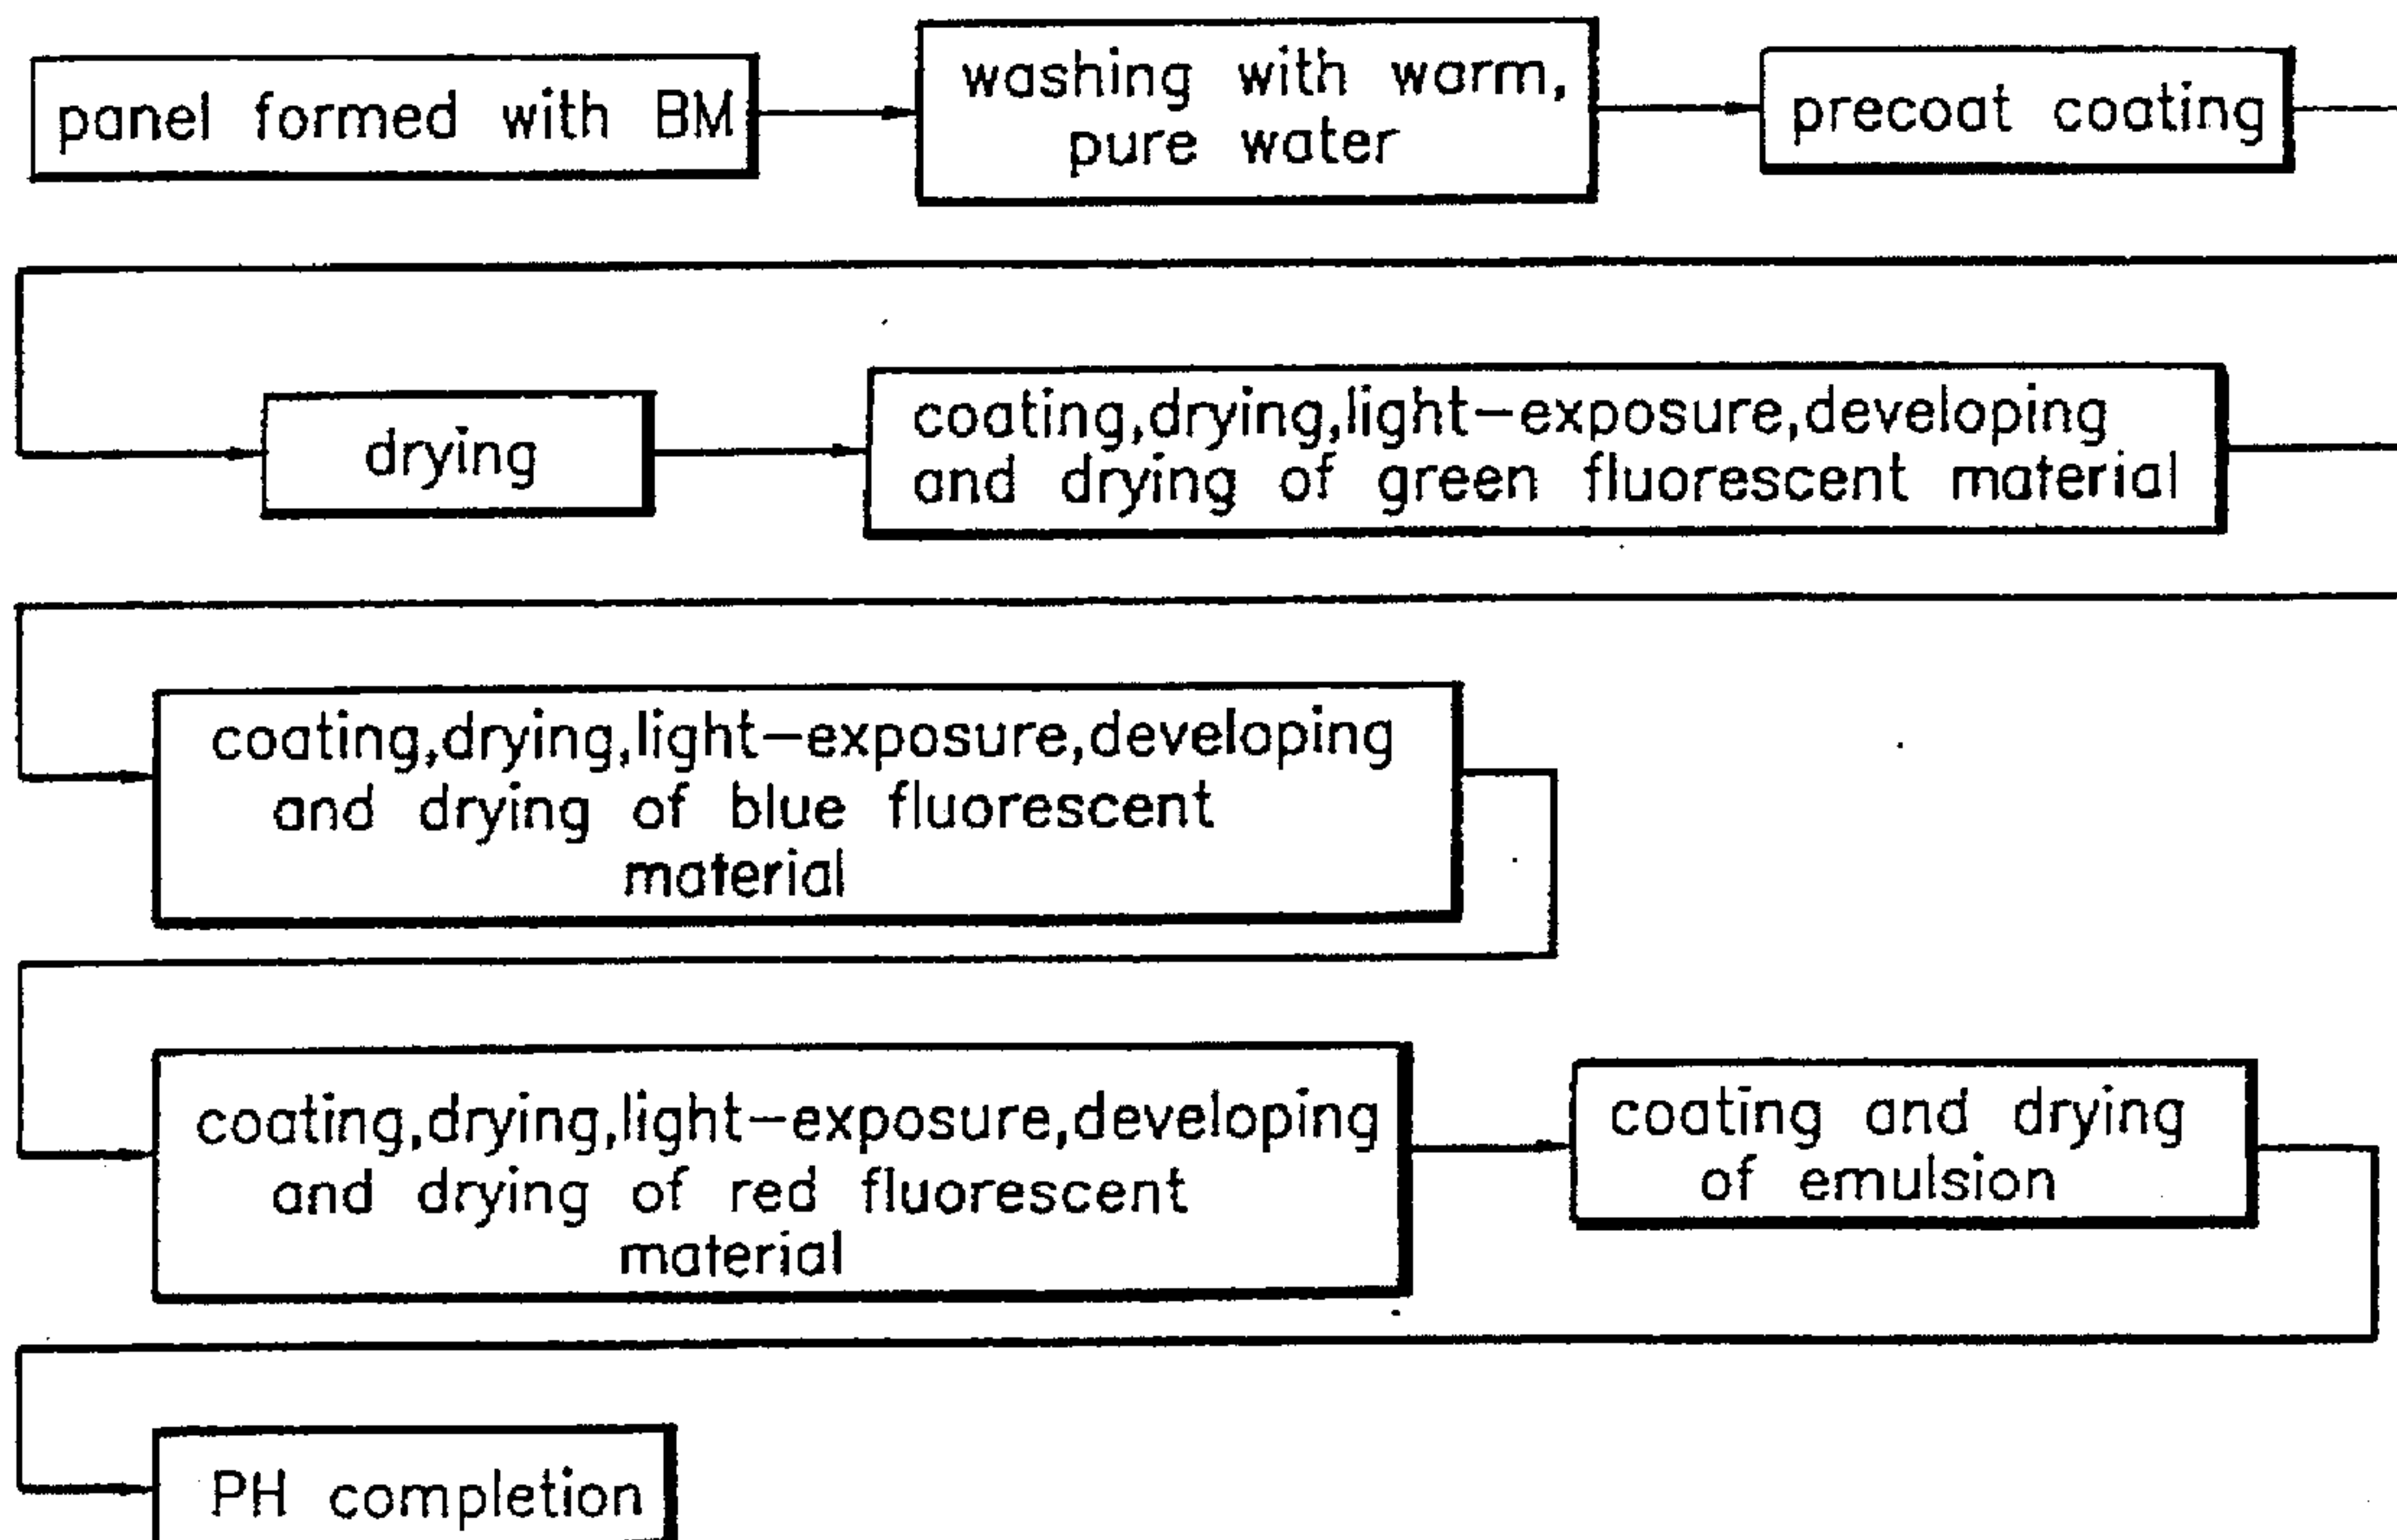 panel formed with BM
washing with warm,
pure water
precoat coating
drying
coating,drying,light-exposure,developing
and drying of green fluorescent material
coating,drying,light-exposure,developing
and drying of blue fluorescent
material
coating,drying,light-exposure,developing
and drying of red fluorescent
material
coating and drying
of emulsion
PH completion